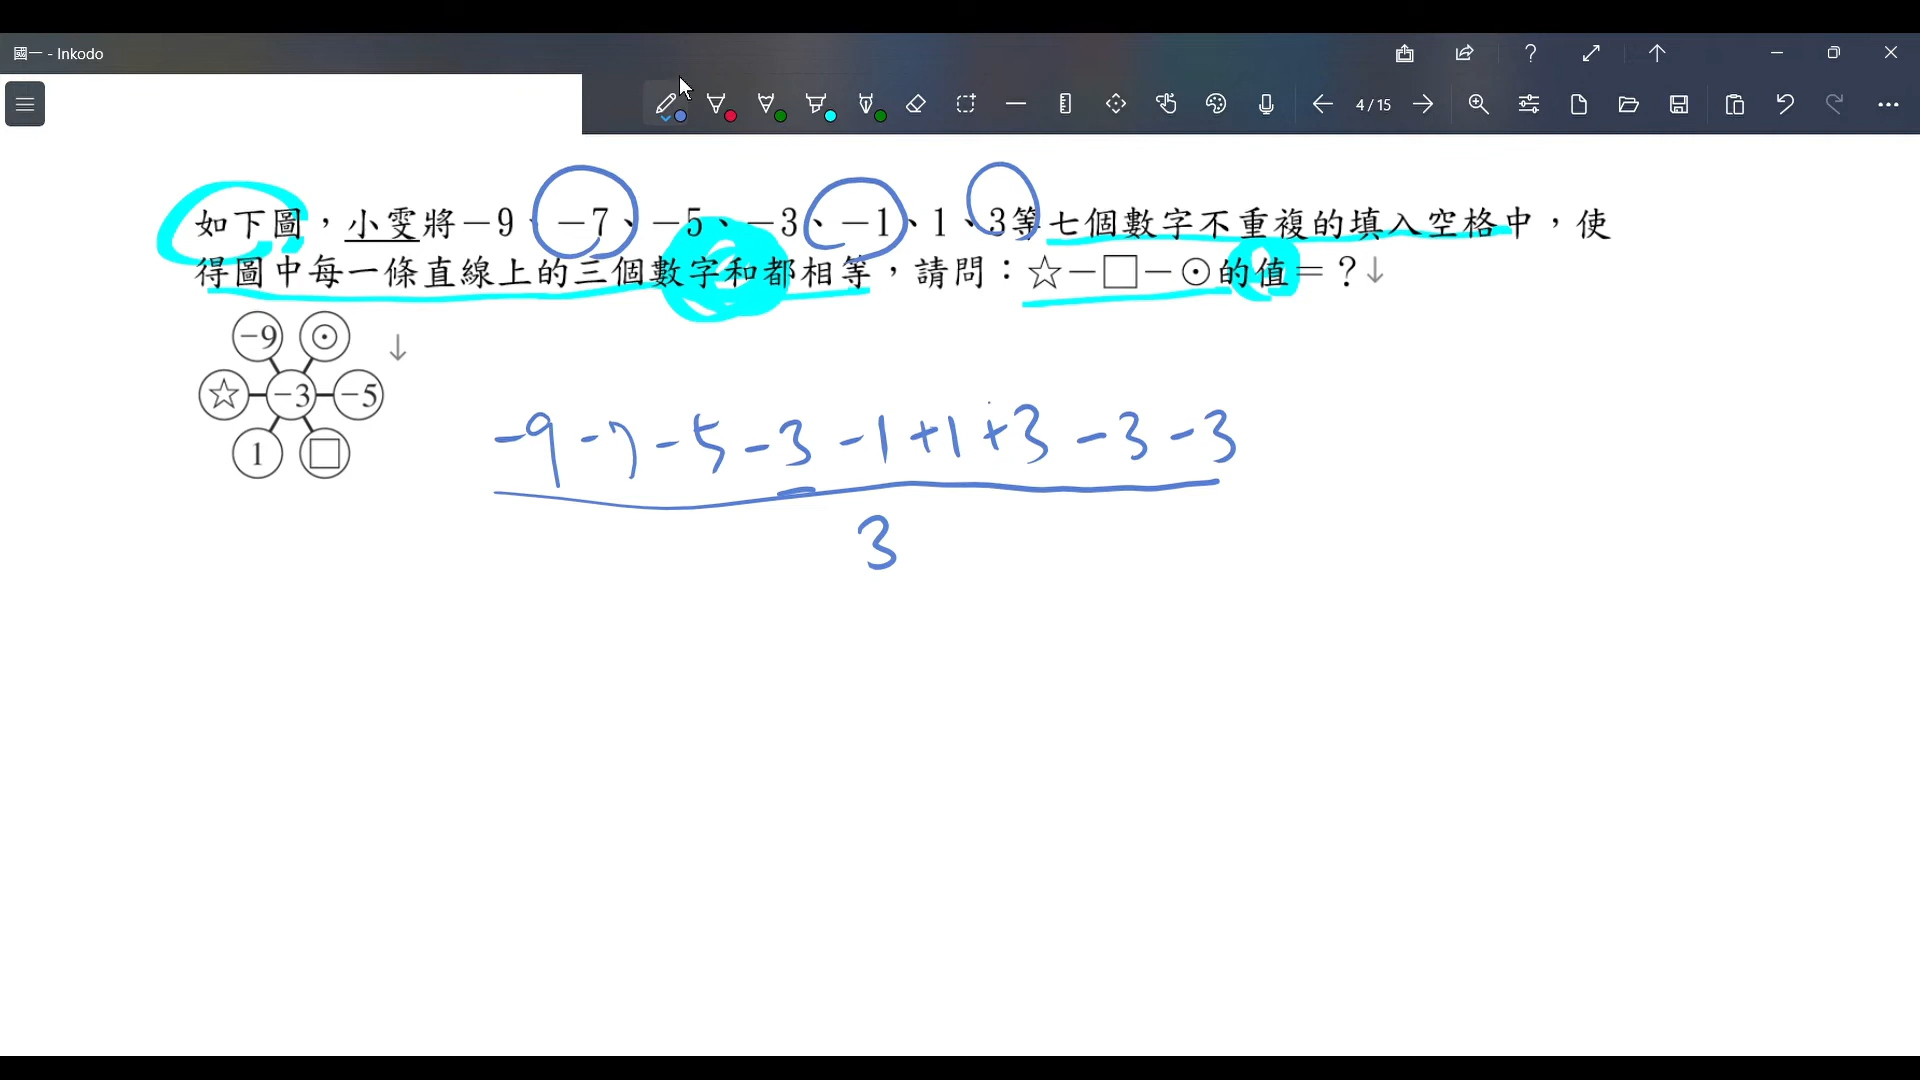 國一 - Inkodo
4 / 15
如下圖，小雯將－9、－7、－5、－3、－1、1、3等七個數字不重複的填入空格中，使
得圖中每一條直線上的三個數字和都相等，請問：☆－□－⊙的值＝？↓
－9 ⊙ ↓
☆ －3 －5
1 □
-9 -7 -5 -3 -1 +1 +3 -3 -3
3